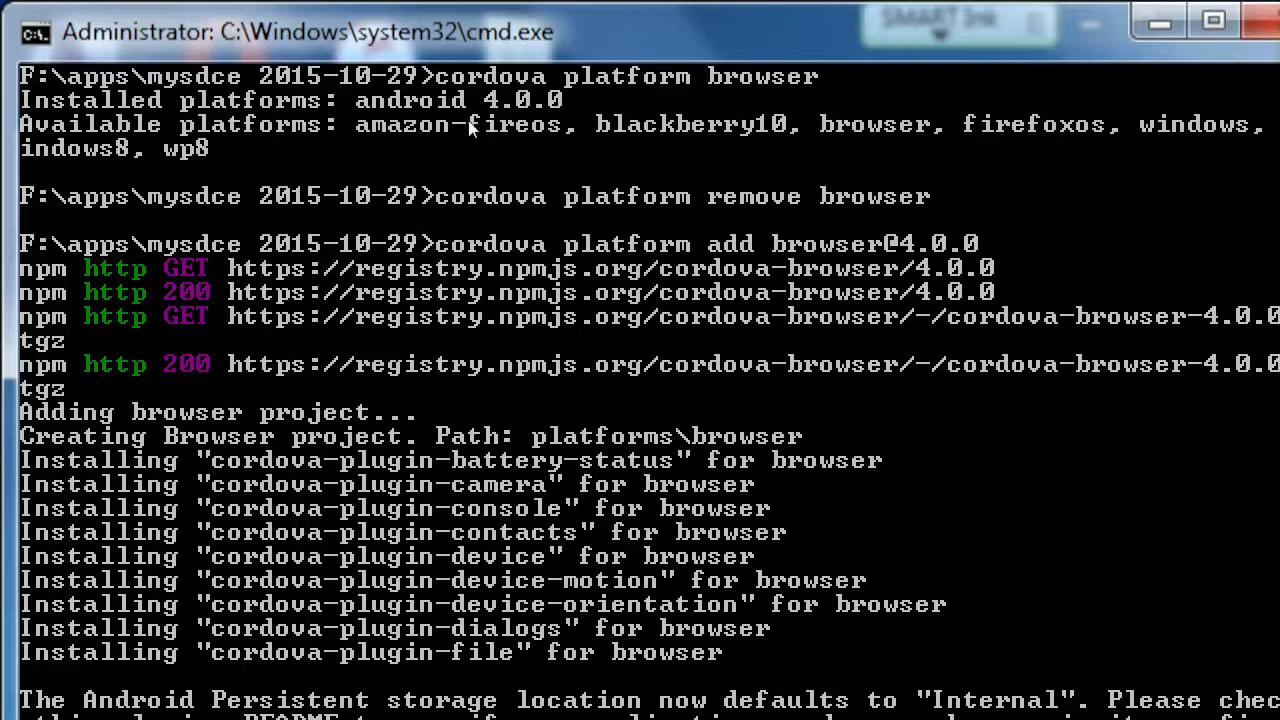 SMART Ink
Administrator: C:\Windows\system32\cmd.exe
F:\apps\mysdce 2015-10-29>cordova platform browser
Installed platforms: android 4.0.0
Available platforms: amazon-fireos, blackberry10, browser, firefoxos, windows,
indows8, wp8
F:\apps\mysdce 2015-10-29>cordova platform remove browser
F:\apps\mysdce 2015-10-29>cordova platform add browser@4.0.0
npm http GET https://registry.npmjs.org/cordova-browser/4.0.0
npm http 200 https://registry.npmjs.org/cordova-browser/4.0.0
npm http GET https://registry.npmjs.org/cordova-browser/-/cordova-browser-4.0.0
tgz
npm http 200 https://registry.npmjs.org/cordova-browser/-/cordova-browser-4.0.0
tgz
Adding browser project...
Creating Browser project. Path: platforms\browser
Installing "cordova-plugin-battery-status" for browser
Installing "cordova-plugin-camera" for browser
Installing "cordova-plugin-console" for browser
Installing "cordova-plugin-contacts" for browser
Installing "cordova-plugin-device" for browser
Installing "cordova-plugin-device-motion" for browser
Installing "cordova-plugin-device-orientation" for browser
Installing "cordova-plugin-dialogs" for browser
Installing "cordova-plugin-file" for browser
The Android Persistent storage location now defaults to "Internal". Please chec